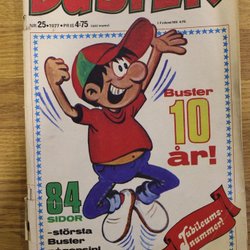 BUSTER
NR. 25 • 1977 • PRIS 4:75
Buster
10
år!
84
SIDOR
-största
Buster
Jubileums-
nummer!